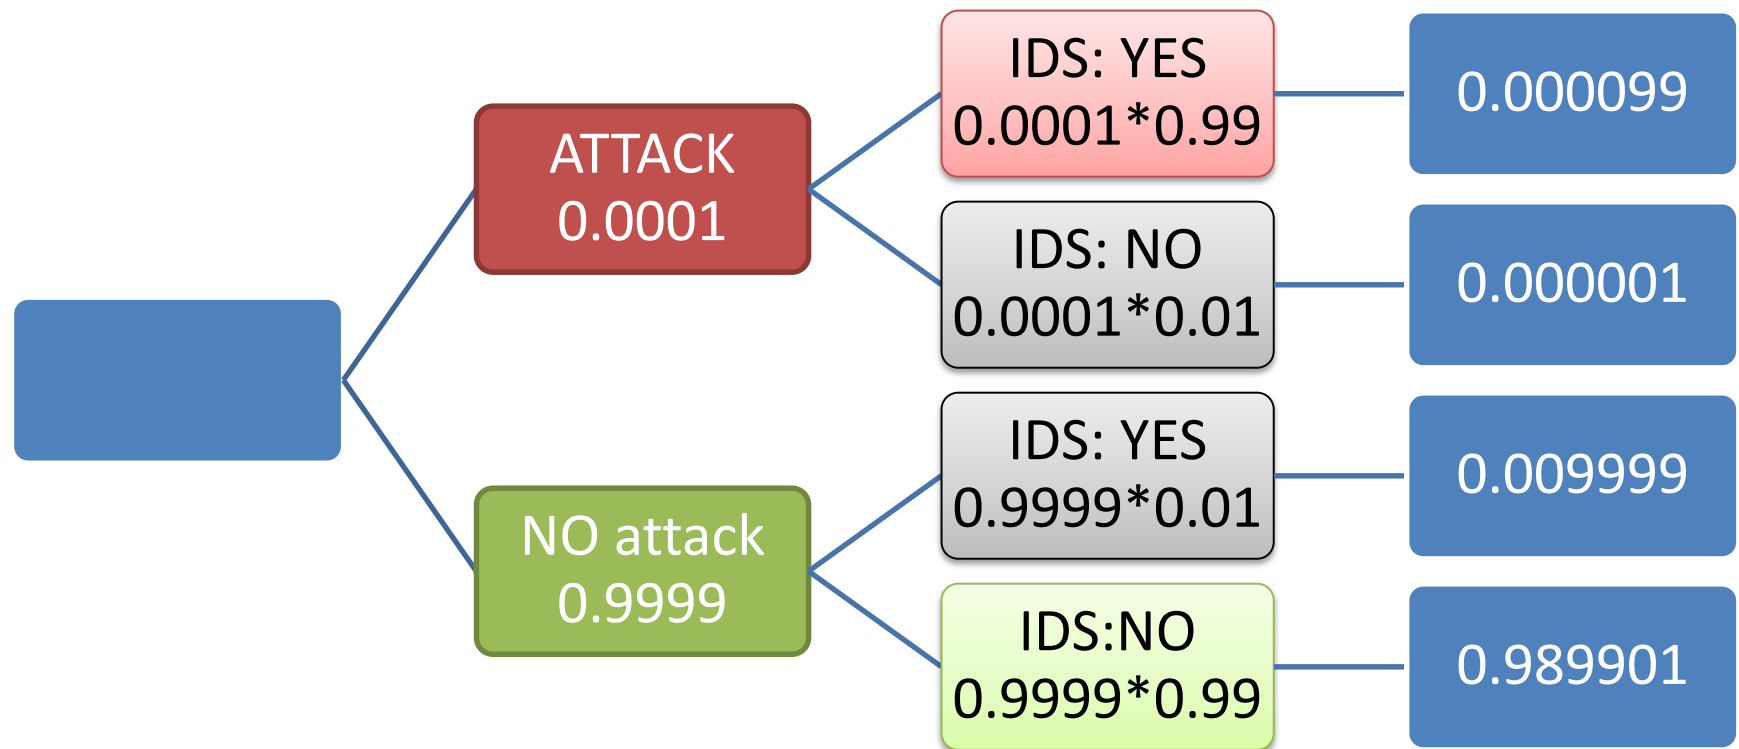 ATTACK
0.0001
NO attack
0.9999
IDS: YES
0.0001*0.99
IDS: NO
0.0001*0.01
IDS: YES
0.9999*0.01
IDS:NO
0.9999*0.99
0.000099
0.000001
0.009999
0.989901